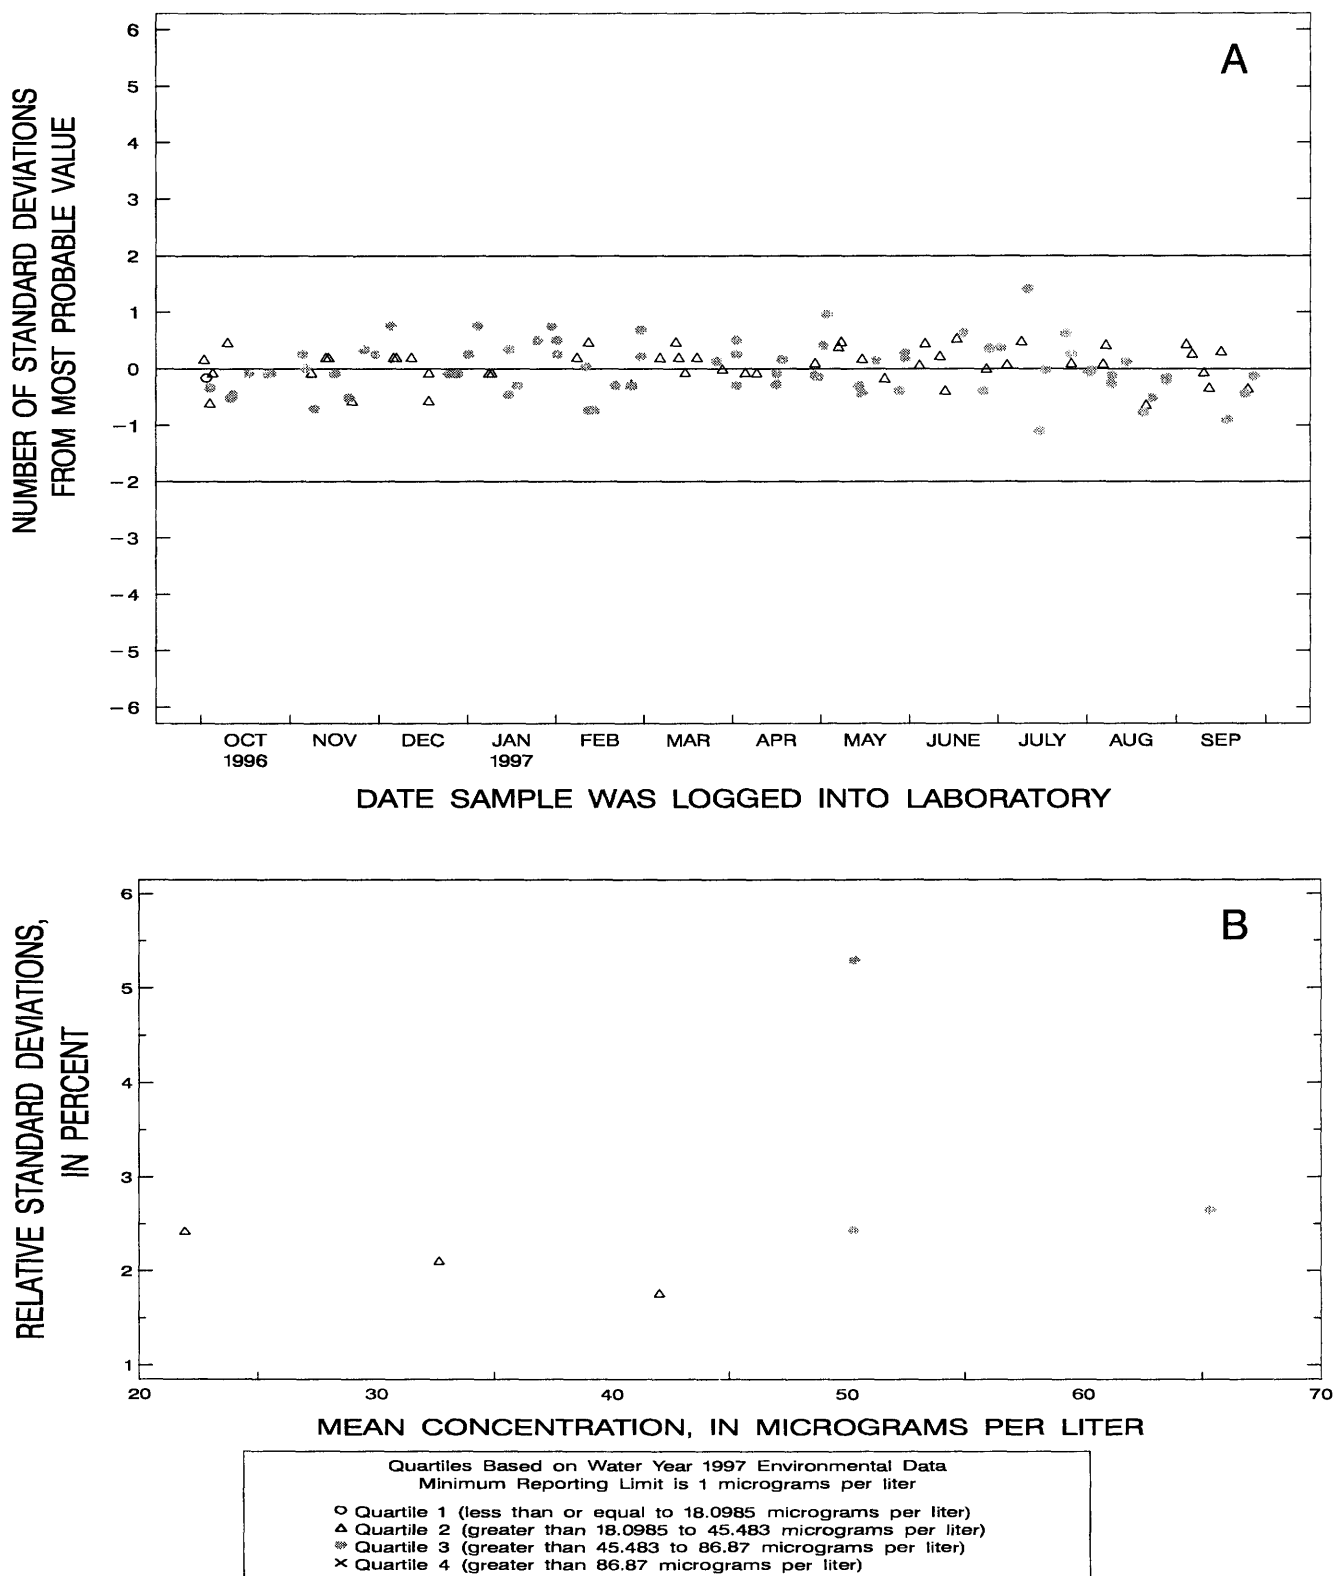 A
NUMBER OF STANDARD DEVIATIONS
FROM MOST PROBABLE VALUE
6
5
4
3
2
1
0
−1
−2
−3
−4
−5
−6
OCT NOV DEC JAN FEB MAR APR MAY JUNE JULY AUG SEP
1996 1997
DATE SAMPLE WAS LOGGED INTO LABORATORY
B
RELATIVE STANDARD DEVIATIONS,
IN PERCENT
6
5
4
3
2
1
20 30 40 50 60 70
MEAN CONCENTRATION, IN MICROGRAMS PER LITER
Quartiles Based on Water Year 1997 Environmental Data
Minimum Reporting Limit is 1 micrograms per liter
Quartile 1 (less than or equal to 18.0985 micrograms per liter)
Quartile 2 (greater than 18.0985 to 45.483 micrograms per liter)
Quartile 3 (greater than 45.483 to 86.87 micrograms per liter)
Quartile 4 (greater than 86.87 micrograms per liter)